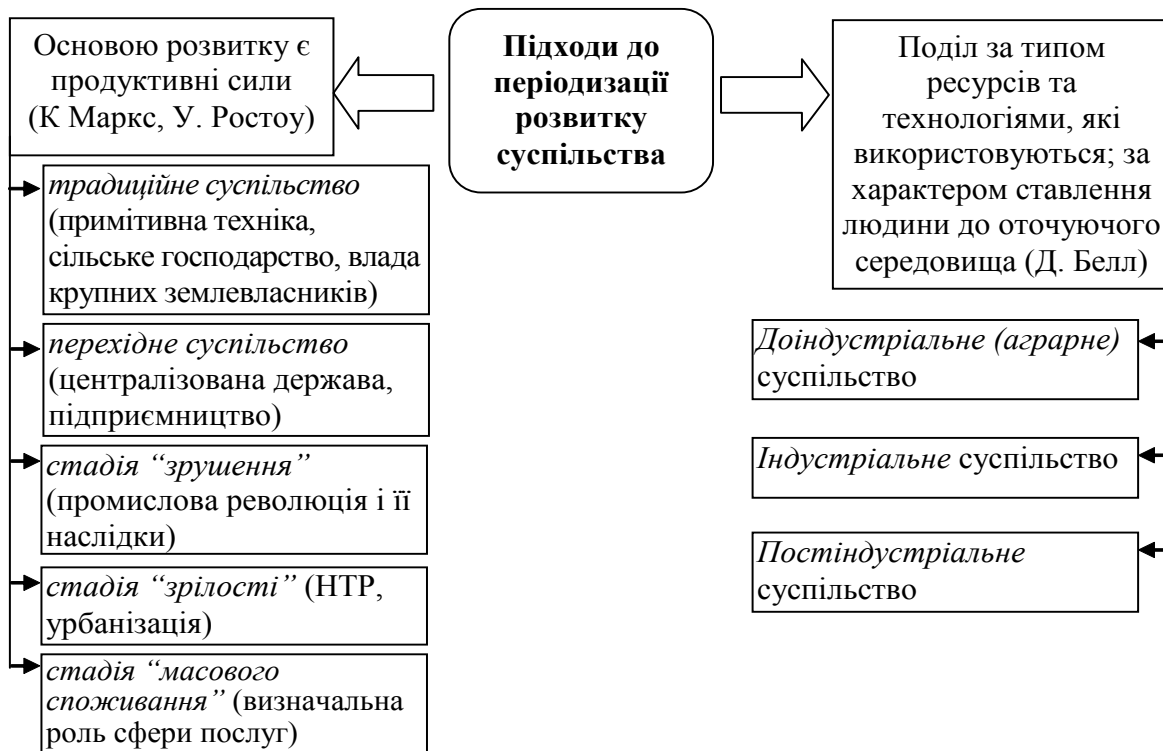 Підходи до
періодизації
розвитку
суспільства
Основою розвитку є
продуктивні сили
(К Маркс, У. Ростоу)
традиційне суспільство
(примітивна техніка,
сільське господарство, влада
крупних землевласників)
перехідне суспільство
(централізована держава,
підприємництво)
стадія “зрушення”
(промислова революція і її
наслідки)
стадія “зрілості” (НТР,
урбанізація)
стадія “масового
споживання” (визначальна
роль сфери послуг)
Поділ за типом
ресурсів та
технологіями, які
використовуються; за
характером ставлення
людини до оточуючого
середовища (Д. Белл)
Доіндустріальне (аграрне)
суспільство
Індустріальне суспільство
Постіндустріальне
суспільство